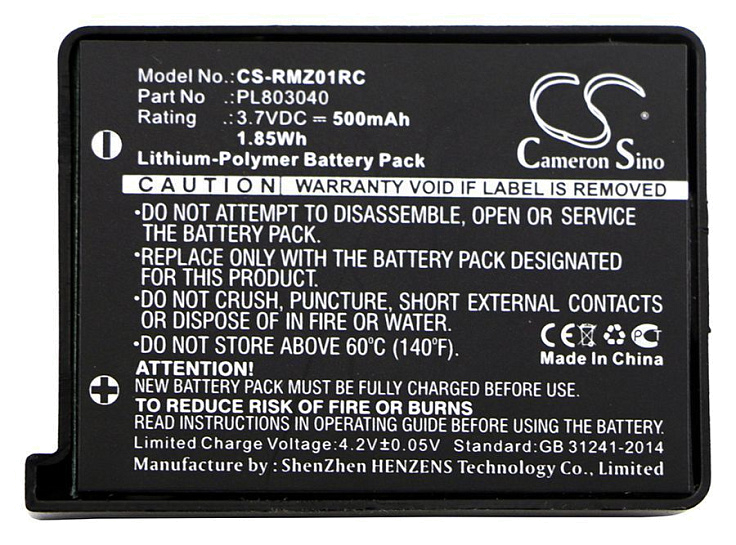 Model No.:CS-RMZ01RC
Part No .:PL803040
Rating .:3.7VDC ⎓ 500mAh
1.85Wh
Lithium-Polymer Battery Pack
CS
®
Cameron Sino
CAUTION WARRANTY VOID IF LABEL IS REMOVED
•DO NOT ATTEMPT TO DISASSEMBLE, OPEN OR SERVICE
THE BATTERY PACK.
•REPLACE ONLY WITH THE BATTERY PACK DESIGNATED
FOR THIS PRODUCT.
•DO NOT CRUSH, PUNCTURE, SHORT EXTERNAL CONTACTS
OR DISPOSE OF IN FIRE OR WATER.
•DO NOT STORE ABOVE 60°C (140°F).
CE
Made In China
ATTENTION!
NEW BATTERY PACK MUST BE FULLY CHARGED BEFORE USE.
TO REDUCE RISK OF FIRE OR BURNS
READ INSTRUCTIONS IN OPERATING GUIDE BEFORE USING THE BATTERY.
Limited Charge Voltage:4.2V±0.05V Standard:GB 31241-2014
Manufacture by.: ShenZhen HENZENS Technology Co., Limited